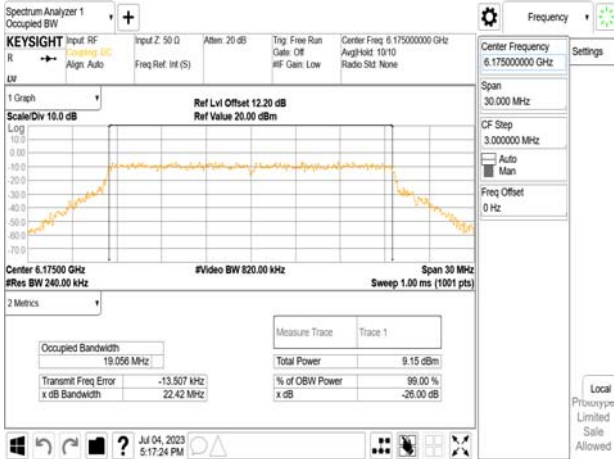 Spectrum Analyzer 1
Occupied BW
+
Frequency
KEYSIGHT
R
Input: RF
Coupling: DC
Align: Auto
Input Z: 50 Ω
Freq Ref: Int (S)
Atten: 20 dB
Trig: Free Run
Gate: Off
#IF Gain: Low
Center Freq: 6.175000000 GHz
Avg|Hold: 10/10
Radio Std: None
LXI
1 Graph
Scale/Div 10.0 dB
Ref Lvl Offset 12.20 dB
Ref Value 20.00 dBm
Log
10.0
0.00
-10.0
-20.0
-30.0
-40.0
-50.0
-60.0
-70.0
Center 6.17500 GHz
#Res BW 240.00 kHz
#Video BW 820.00 kHz
Span 30 MHz
Sweep 1.00 ms (1001 pts)
2 Metrics
Measure Trace
Trace 1
Occupied Bandwidth
19.056 MHz
Total Power
9.15 dBm
Transmit Freq Error
-13.507 kHz
% of OBW Power
99.00 %
x dB Bandwidth
22.42 MHz
x dB
-26.00 dB
Center Frequency
6.175000000 GHz
Settings
Span
30.000 MHz
CF Step
3.000000 MHz
Auto
Man
Freq Offset
0 Hz
Local
Prototype
Limited
Sale
Allowed
?
Jul 04, 2023
5:17:24 PM